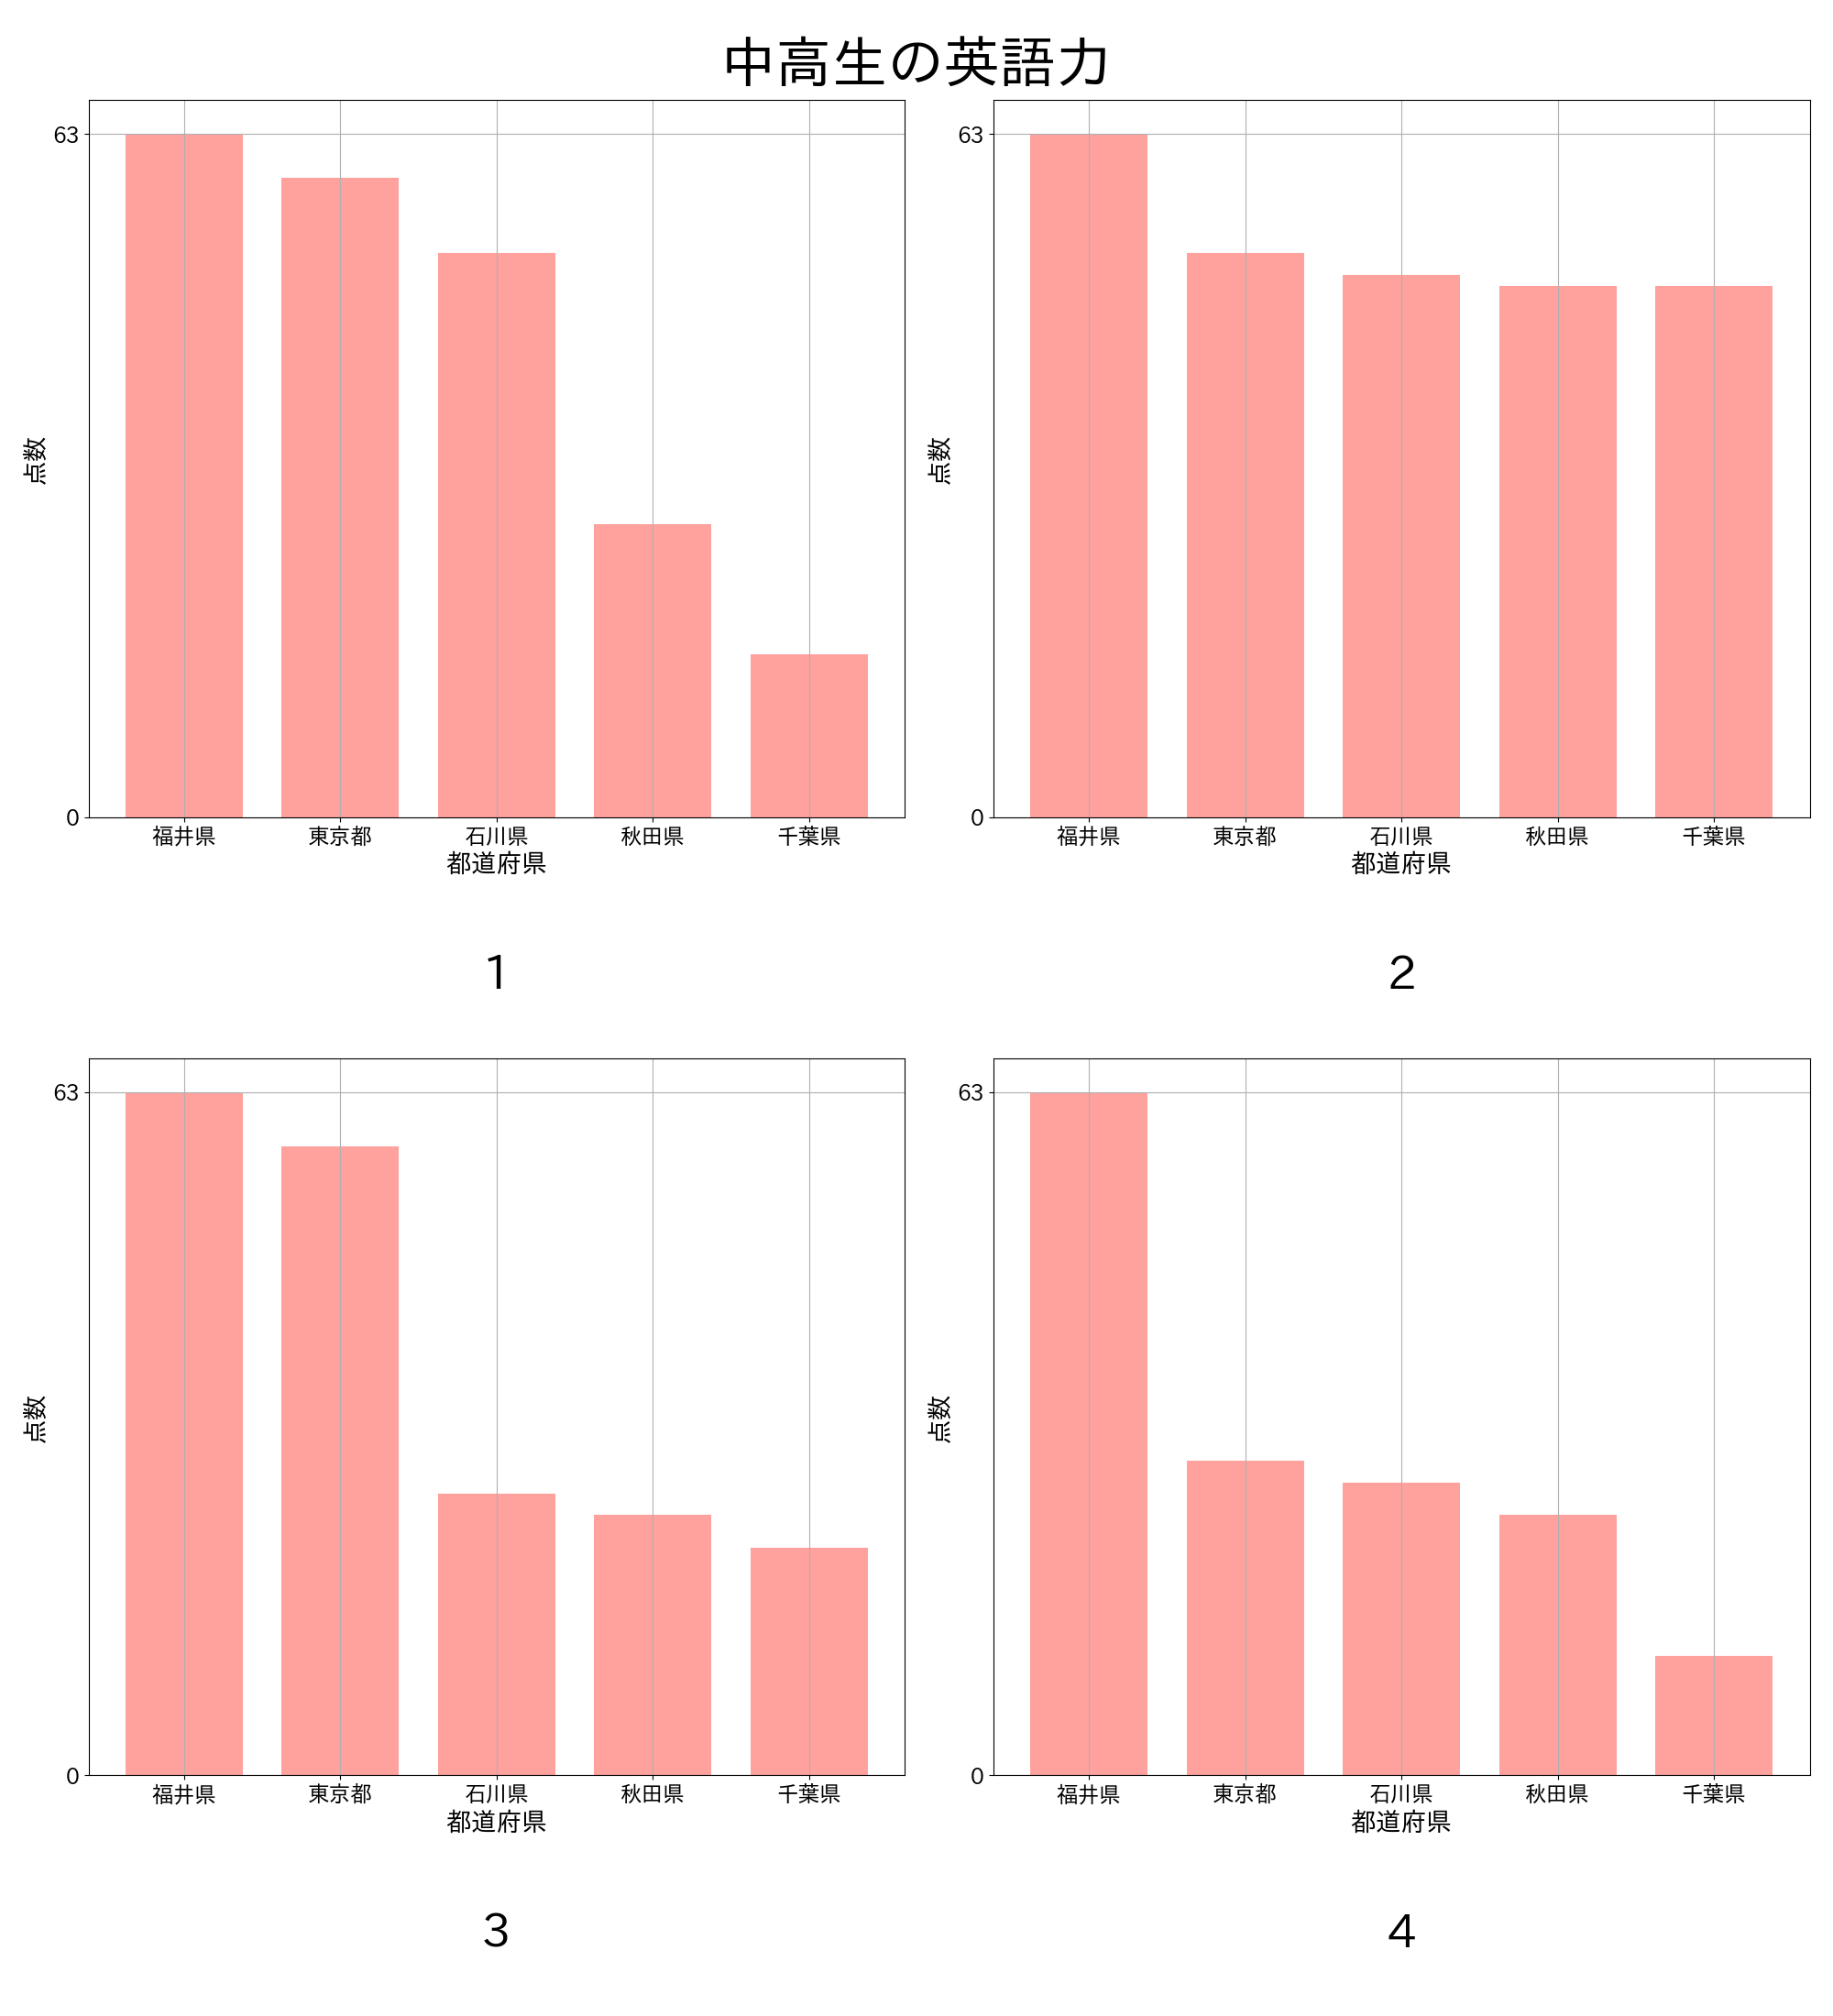 中高生の英語力
63
点数
0
福井県 東京都 石川県 秋田県 千葉県
都道府県
1
63
点数
0
福井県 東京都 石川県 秋田県 千葉県
都道府県
2
63
点数
0
福井県 東京都 石川県 秋田県 千葉県
都道府県
3
63
点数
0
福井県 東京都 石川県 秋田県 千葉県
都道府県
4